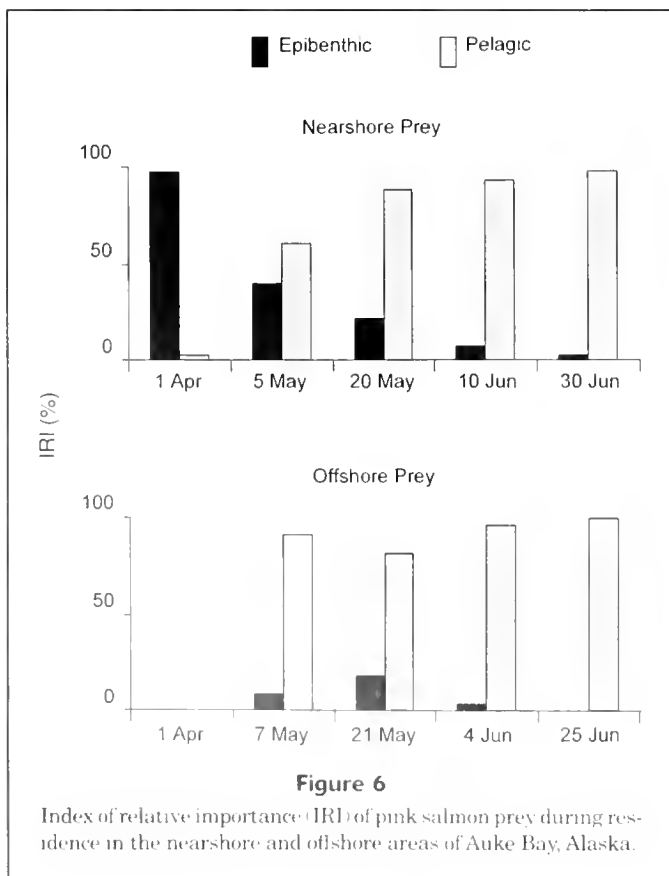 Epibenthic Pelagic
Nearshore Prey
100
50
0
1 Apr 5 May 20 May 10 Jun 30 Jun
IRI (%)
Offshore Prey
100
50
0
1 Apr 7 May 21 May 4 Jun 25 Jun
Figure 6
Index of relative importance (IRI) of pink salmon prey during res-
idence in the nearshore and offshore areas of Auke Bay, Alaska.